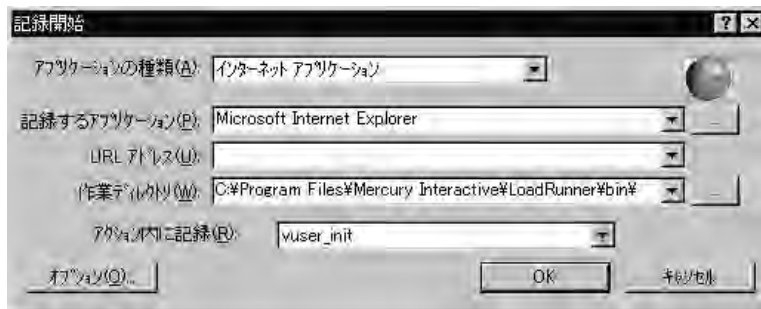 記録開始
アプリケーションの種類(A): インターネット アプリケーション
記録するアプリケーション(P): Microsoft Internet Explorer
URL アドレス(U):
作業ディレクトリ(W): C:¥Program Files¥Mercury Interactive¥LoadRunner¥bin¥
アクション内に記録(R): vuser_init
オプション(O)... OK キャンセル